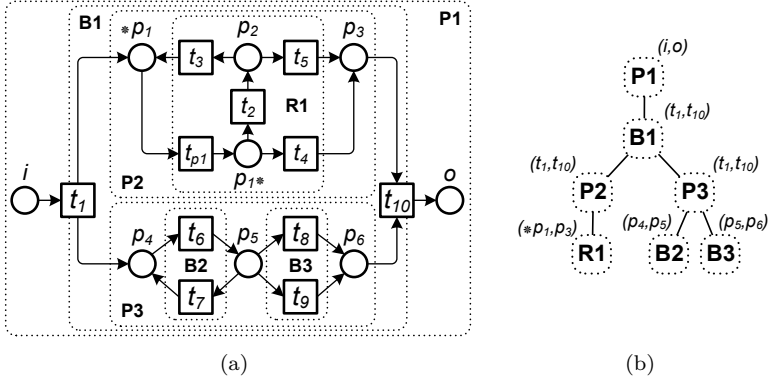 B1
P1
*p1
p2
p3
t3
t5
t2
R1
tp1
t4
p1*
P2
i
o
t1
t10
p4
t6
p5
t8
p6
B2
B3
t7
t9
P3
(a)
(i,o)
P1
(t1,t10)
B1
(t1,t10)
(t1,t10)
P2
P3
(*p1,p3)
(p4,p5)
(p5,p6)
R1
B2
B3
(b)